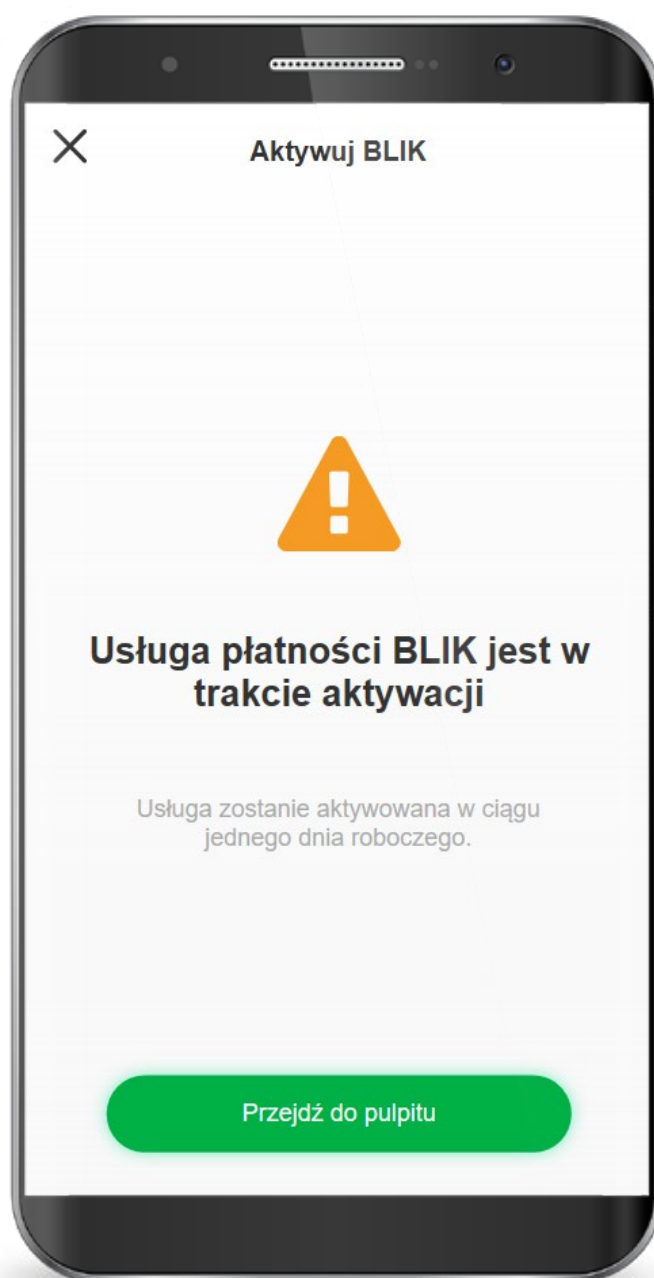 Aktywuj BLIK
Usługa płatności BLIK jest w
trakcie aktywacji
Usługa zostanie aktywowana w ciągu
jednego dnia roboczego.
Przejdź do pulpitu